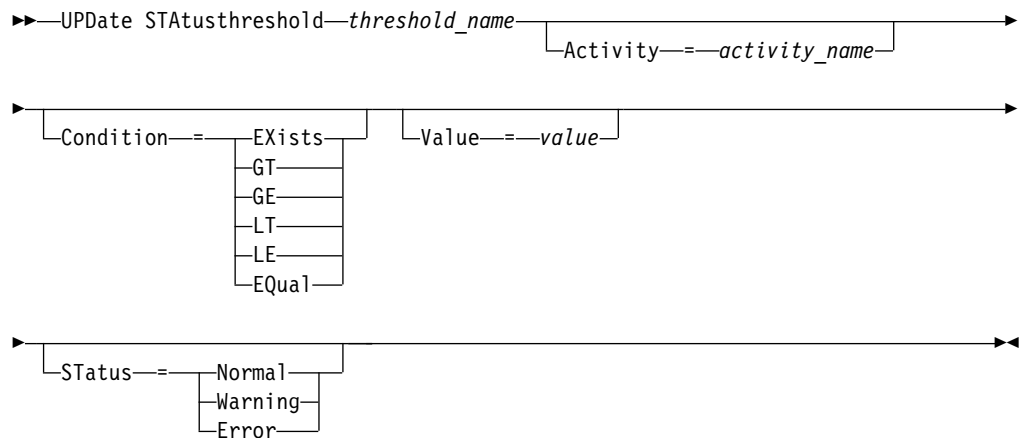 UPDate STAtusthreshold threshold_name
Activity = activity_name
Condition = EXists
GT
GE
LT
LE
EQual
Value = value
STatus = Normal
Warning
Error